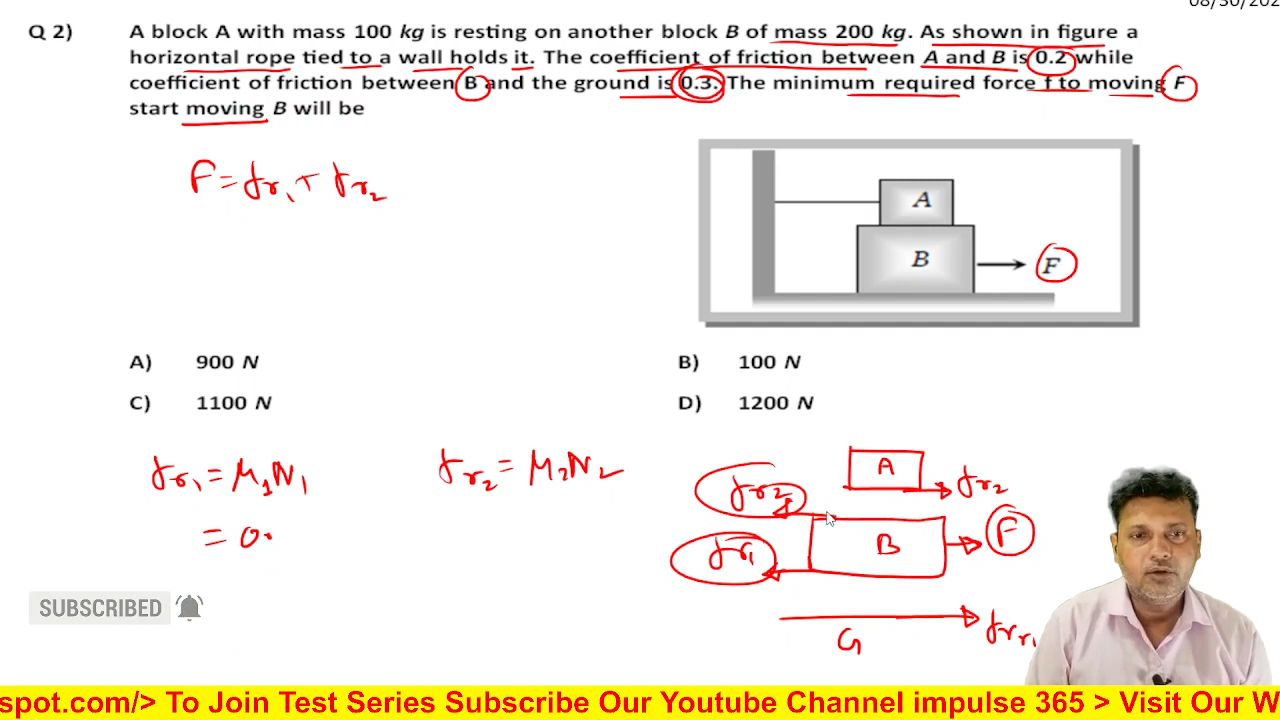 08/30/202
Q 2) A block A with mass 100 kg is resting on another block B of mass 200 kg. As shown in figure a
horizontal rope tied to a wall holds it. The coefficient of friction between A and B is 0.2 while
coefficient of friction between B and the ground is 0.3. The minimum required force f to moving F
start moving B will be
F = fr₁ + fr₂
A
B
F
A) 900 N
B) 100 N
C) 1100 N
D) 1200 N
fr₁ = μ₁N₁
= 0.
fr₂ = μ₂N₂
A
fr₂
fr₂
B
F
fr₁
G
SUBSCRIBED
spot.com/> To Join Test Series Subscribe Our Youtube Channel impulse 365 > Visit Our W